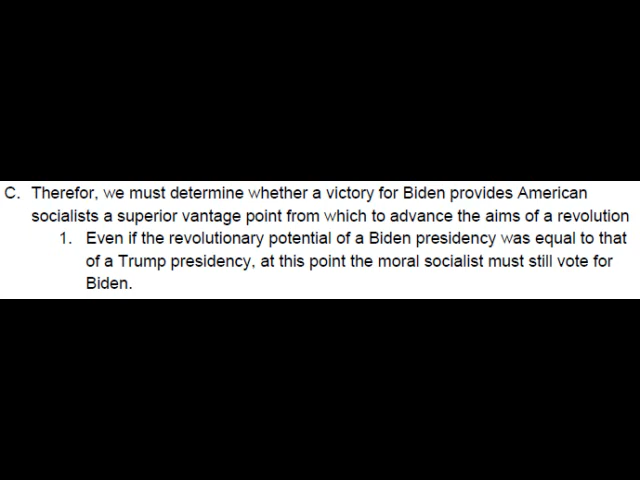 C. Therefor, we must determine whether a victory for Biden provides American
socialists a superior vantage point from which to advance the aims of a revolution
1. Even if the revolutionary potential of a Biden presidency was equal to that
of a Trump presidency, at this point the moral socialist must still vote for
Biden.